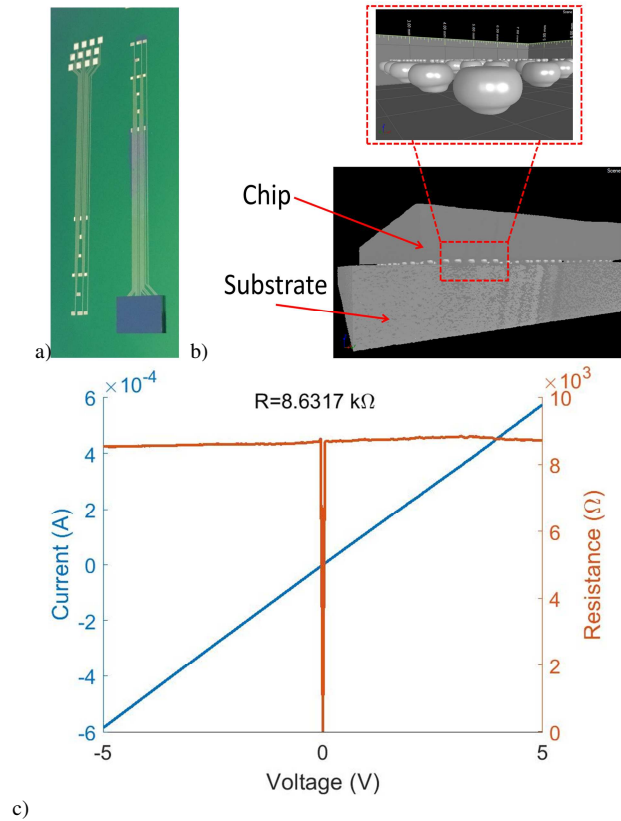 Scene
Scene
Chip
Substrate
a)
b)
×10⁻⁴
×10³
R=8.6317 kΩ
6
4
2
0
-2
-4
-6
Current (A)
10
8
6
4
2
0
Resistance (Ω)
-5
0
5
Voltage (V)
c)